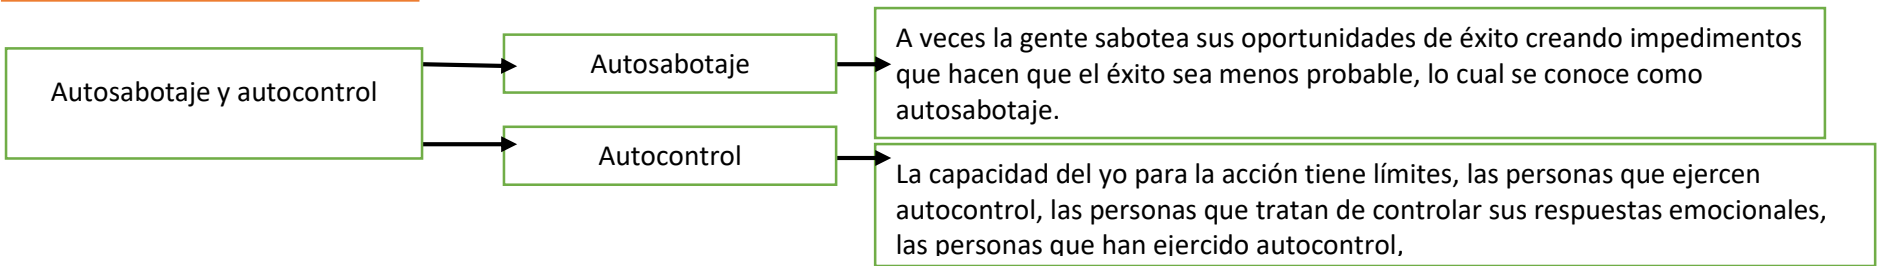 Autosabotaje y autocontrol
Autosabotaje
A veces la gente sabotea sus oportunidades de éxito creando impedimentos
que hacen que el éxito sea menos probable, lo cual se conoce como
autosabotaje.
Autocontrol
La capacidad del yo para la acción tiene límites, las personas que ejercen
autocontrol, las personas que tratan de controlar sus respuestas emocionales,
las personas que han ejercido autocontrol,